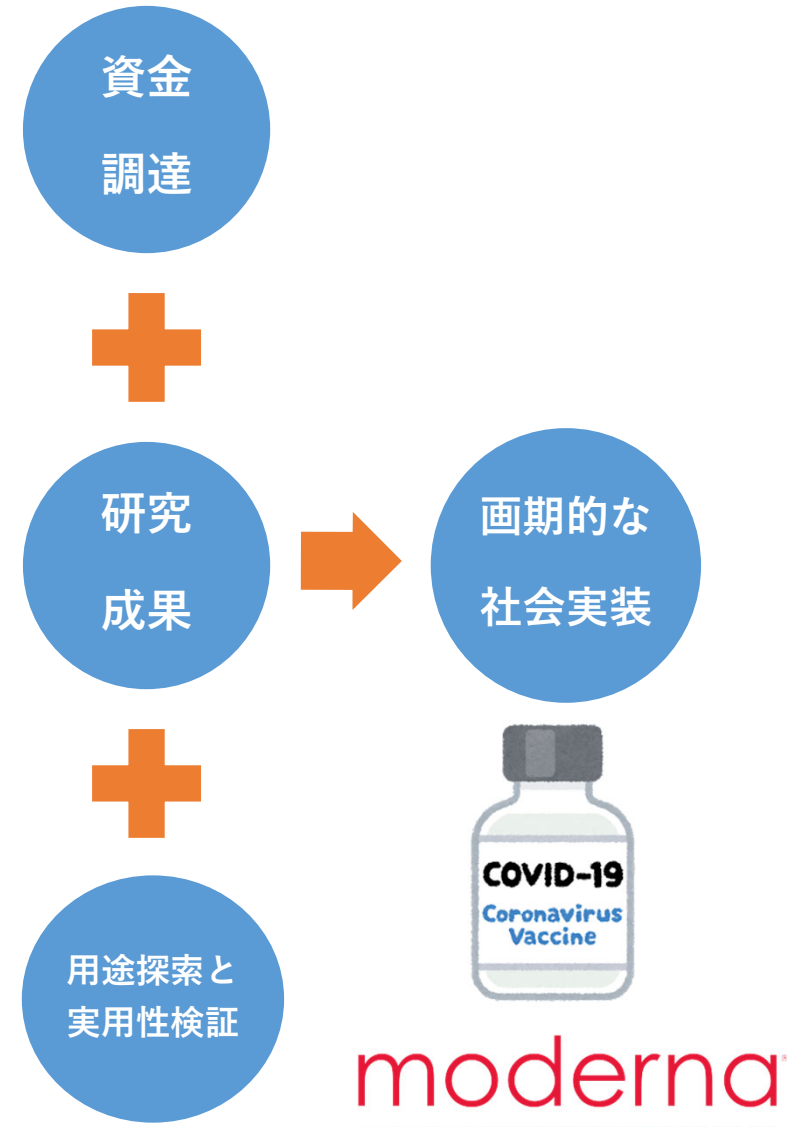 資金
調達
研究
成果
画期的な
社会実装
用途探索と
実用性検証
COVID-19
Coronavirus
Vaccine
moderna